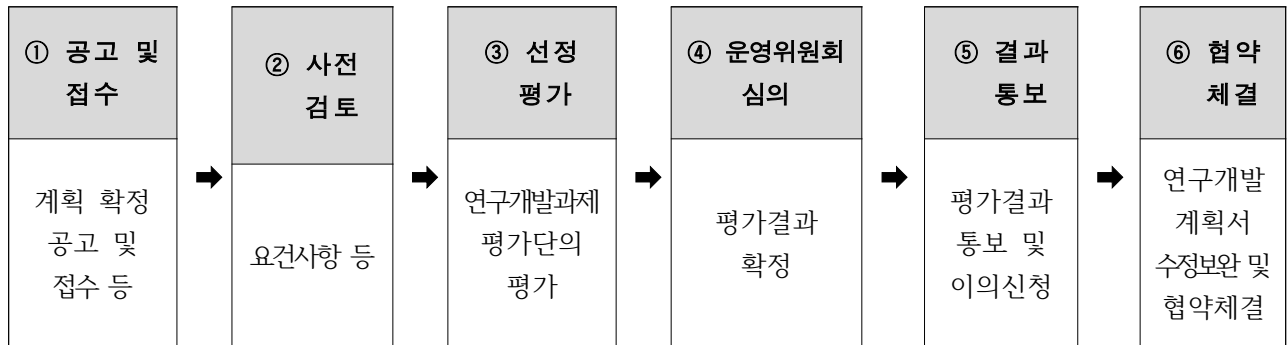 ① 공고 및
접수
계획 확정
공고 및
접수 등
➡
② 사전
검토
요건사항 등
➡
③ 선정
평가
연구개발과제
평가단의
평가
➡
④ 운영위원회
심의
평가결과
확정
➡
⑤ 결과
통보
평가결과
통보 및
이의신청
➡
⑥ 협약
체결
연구개발
계획서
수정보완 및
협약체결